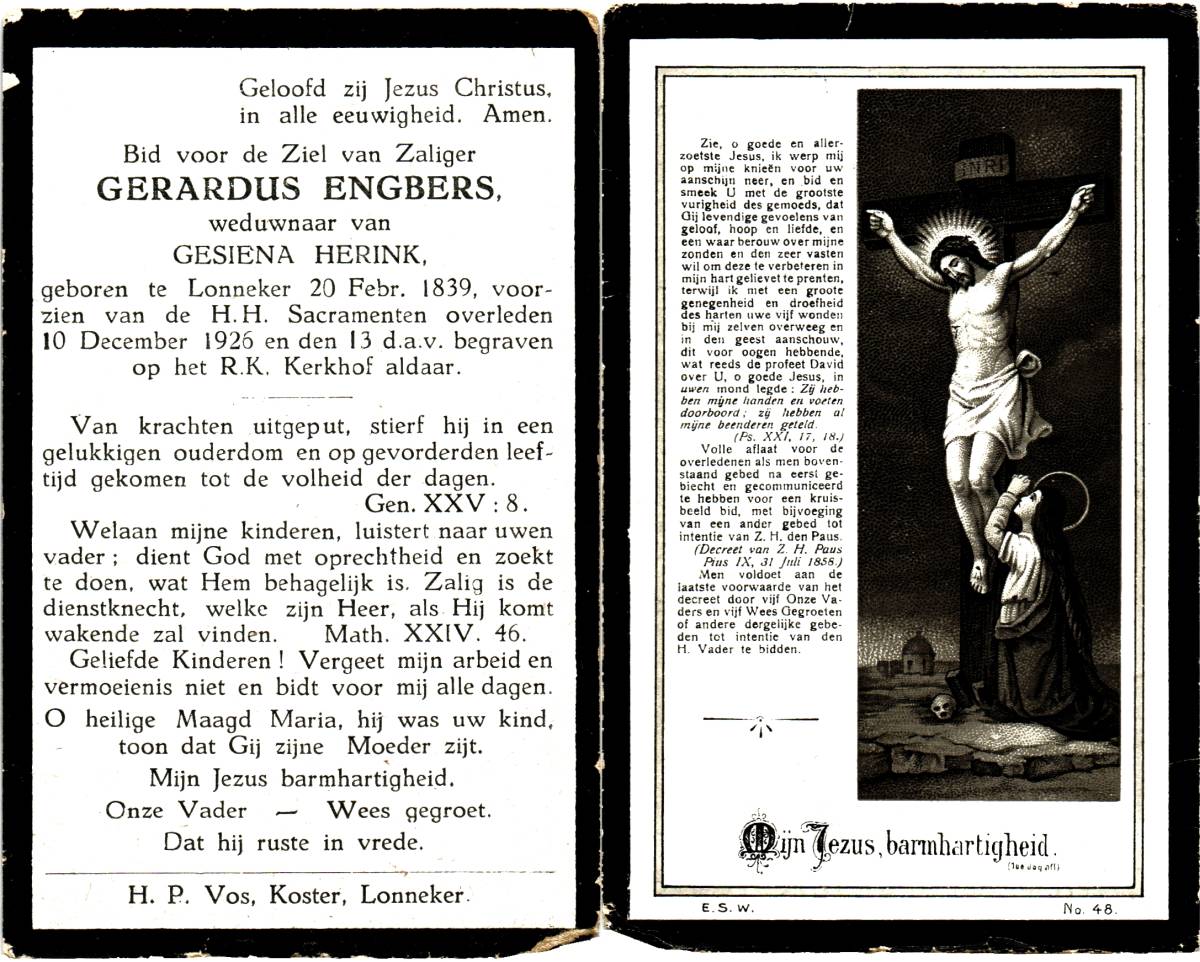 Geloofd zij Jezus Christus,
in alle eeuwigheid. Amen.
Bid voor de Ziel van Zaliger
GERARDUS ENGBERS,
weduwnaar van
GESIENA HERINK,
geboren te Lonneker 20 Febr. 1839, voor-
zien van de H.H. Sacramenten overleden
10 December 1926 en den 13 d.a.v. begraven
op het R.K. Kerkhof aldaar.
Van krachten uitgeput, stierf hij in een
gelukkigen ouderdom en op gevorderden leef-
tijd gekomen tot de volheid der dagen.
Gen. XXV : 8.
Welaan mijne kinderen, luistert naar uwen
vader ; dient God met oprechtheid en zoekt
te doen, wat Hem behagelijk is. Zalig is de
dienstknecht, welke zijn Heer, als Hij komt
wakende zal vinden. Math. XXIV. 46.
Geliefde Kinderen ! Vergeet mijn arbeid en
vermoeienis niet en bidt voor mij alle dagen.
O heilige Maagd Maria, hij was uw kind,
toon dat Gij zijne Moeder zijt.
Mijn Jezus barmhartigheid.
Onze Vader — Wees gegroet.
Dat hij ruste in vrede.
H. P. Vos, Koster, Lonneker.
Zie, o goede en aller-
zoetste Jesus, ik werp mij
op mijne knieën voor uw
aanschijn neer, en bid en
smeek U met de grootste
vurigheid des gemoeds, dat
Gij levendige gevoelens van
geloof, hoop en liefde, en
een waar berouw over mijne
zonden en den zeer vasten
wil om deze te verbeteren in
mijn hart gelievet te prenten,
terwijl ik met een groote
genegenheid en droefheid
des harten uwe vijf wonden
bij mij zelven overweeg en
in den geest aanschouw,
dit voor oogen hebbende,
wat reeds de profeet David
over U, o goede Jesus, in
uwen mond legde : Zij heb-
ben mijne handen en voeten
doorboord ; zij hebben al
mijne beenderen geteld.
(Ps. XXI, 17, 18.)
Volle aflaat voor de
overledenen als men boven-
staand gebed na eerst ge-
biecht en gecommuniceerd
te hebben voor een kruis-
beeld bid, met bijvoeging
van een ander gebed tot
intentie van Z. H. den Paus.
(Decreet van Z. H. Paus
Pius IX, 31 Juli 1858.)
Men voldoet aan de
laatste voorwaarde van het
decreet door vijf Onze Va-
ders en vijf Wees Gegroeten
of andere dergelijke gebe-
den tot intentie van den
H. Vader te bidden.
INRI
Mijn Jezus, barmhartigheid.
(100 dag. afl.)
E. S. W.
No. 48.